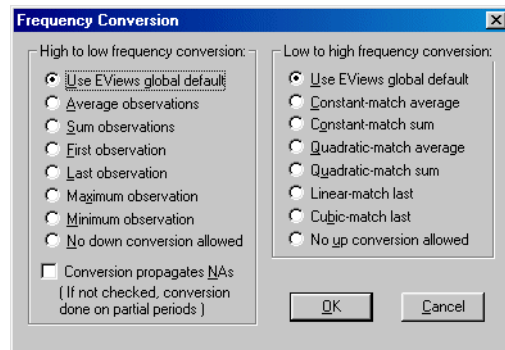 Frequency Conversion
High to low frequency conversion:
Use EViews global default
Average observations
Sum observations
First observation
Last observation
Maximum observation
Minimum observation
No down conversion allowed
Conversion propagates NAs
( If not checked, conversion
done on partial periods )
Low to high frequency conversion:
Use EViews global default
Constant-match average
Constant-match sum
Quadratic-match average
Quadratic-match sum
Linear-match last
Cubic-match last
No up conversion allowed
OK
Cancel